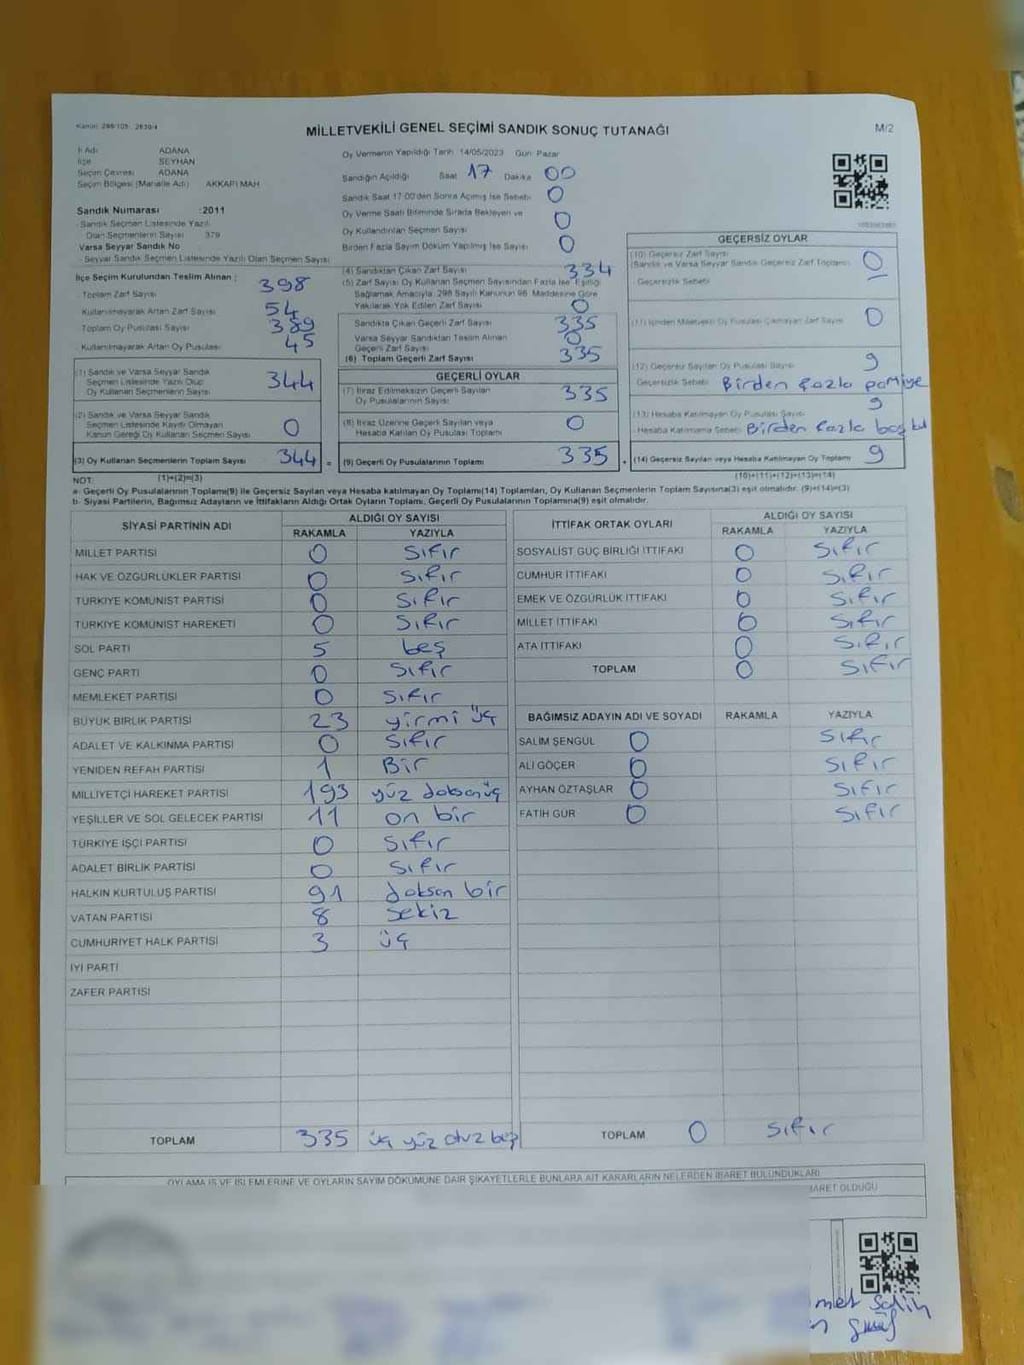 Kanun: 298/105 2839/4
MİLLETVEKİLİ GENEL SEÇİMİ SANDIK SONUÇ TUTANAĞI
M/2
İl Adı ADANA
İlçe SEYHAN
Seçim Çevresi ADANA
Seçim Bölgesi (Mahalle Adı) AKKAPI MAH
Sandık Numarası :2011
- Sandık Seçmen Listesinde Yazılı
Olan Seçmenlerin Sayısı 379
Varsa Seyyar Sandık No
- Seyyar Sandık Seçmen Listesinde Yazılı Olan Seçmen Sayısı
Oy Vermenin Yapıldığı Tarih 14/05/2023 Gün: Pazar
Sandığın Açıldığı Saat 17 Dakika 00
Sandık Saat 17:00'den Sonra Açılmış İse Sebebi 0
Oy Verme Saati Bitiminde Sırada Bekleyen ve
Oy Kullandırılan Seçmen Sayısı 0
Birden Fazla Sayım Döküm Yapılmış İse Sayısı 0
İlçe Seçim Kurulundan Teslim Alınan :
- Toplam Zarf Sayısı 398
- Kullanılmayarak Artan Zarf Sayısı 54
- Toplam Oy Pusulası Sayısı 389
- Kullanılmayarak Artan Oy Pusulası 45
(1) Sandık ve Varsa Seyyar Sandık
Seçmen Listesinde Yazılı Olup
Oy Kullanan Seçmenlerin Sayısı 344
(2) Sandık ve Varsa Seyyar Sandık
Seçmen Listesinde Kayıtlı Olmayan
Kanun Gereği Oy Kullanan Seçmen Sayısı 0
(3) Oy Kullanan Seçmenlerin Toplam Sayısı 344 =
(1)+(2)=(3)
(4) Sandıktan Çıkan Zarf Sayısı 334
(5) Zarf Sayısı Oy Kullanan Seçmen Sayısından Fazla İse, Eşitliği
Sağlamak Amacıyla, 298 Sayılı Kanunun 98. Maddesine Göre
Yakılarak Yok Edilen Zarf Sayısı 0
Sandıkta Çıkan Geçerli Zarf Sayısı 335
Varsa Seyyar Sandıktan Teslim Alınan
Geçerli Zarf Sayısı 0
(6) Toplam Geçerli Zarf Sayısı 335
GEÇERLİ OYLAR
(7) İtiraz Edilmeksizin Geçerli Sayılan
Oy Pusulalarının Sayısı 335
(8) İtiraz Üzerine Geçerli Sayılan veya
Hesaba Katılan Oy Pusulası Toplamı 0
(9) Geçerli Oy Pusulalarının Toplamı 335
GEÇERSİZ OYLAR
(10) Geçersiz Zarf Sayısı
(Sandık ve Varsa Seyyar Sandık Geçersiz Zarf Toplamı) 0
Geçersizlik Sebebi
(11) İçinden Milletvekili Oy Pusulası Çıkmayan Zarf Sayısı 0
(12) Geçersiz Sayılan Oy Pusulası Sayısı 9
Geçersizlik Sebebi Birden fazla partiye
(13) Hesaba Katılmayan Oy Pusulası Sayısı 9
Hesaba Katılmama Sebebi Birden fazla
(14) Geçersiz Sayılan veya Hesaba Katılmayan Oy Toplamı 9
(10)+(11)+(12)+(13)=(14)
NOT:
a- Geçerli Oy Pusulalarının Toplamı(9) ile Geçersiz Sayılan veya Hesaba katılmayan Oy Toplamı(14) Toplamları, Oy Kullanan Seçmenlerin Toplam Sayısına(3) eşit olmalıdır. (9)+(14)=(3)
b- Siyasi Partilerin, Bağımsız Adayların ve İttifakların Aldığı Ortak Oyların Toplamı, Geçerli Oy Pusulalarının Toplamına(9) eşit olmalıdır.
SİYASİ PARTİNİN ADI ALDIĞI OY SAYISI
RAKAMLA YAZIYLA
MİLLET PARTİSİ 0 Sıfır
HAK VE ÖZGÜRLÜKLER PARTİSİ 0 Sıfır
TÜRKİYE KOMÜNİST PARTİSİ 0 Sıfır
TÜRKİYE KOMÜNİST HAREKETİ 0 Sıfır
SOL PARTİ 5 beş
GENÇ PARTİ 0 Sıfır
MEMLEKET PARTİSİ 0 Sıfır
BÜYÜK BİRLİK PARTİSİ 23 yirmi üç
ADALET VE KALKINMA PARTİSİ 0 Sıfır
YENİDEN REFAH PARTİSİ 1 Bir
MİLLİYETÇİ HAREKET PARTİSİ 193 yüz doksanüç
YEŞİLLER VE SOL GELECEK PARTİSİ 11 on bir
TÜRKİYE İŞÇİ PARTİSİ 0 Sıfır
ADALET BİRLİK PARTİSİ 0 Sıfır
HALKIN KURTULUŞ PARTİSİ 91 doksan bir
VATAN PARTİSİ 8 sekiz
CUMHURİYET HALK PARTİSİ 3 üç
İYİ PARTİ
ZAFER PARTİSİ
TOPLAM 335 üç yüz otuz beş
İTTİFAK ORTAK OYLARI ALDIĞI OY SAYISI
RAKAMLA YAZIYLA
SOSYALİST GÜÇ BİRLİĞİ İTTİFAKI 0 Sıfır
CUMHUR İTTİFAKI 0 Sıfır
EMEK VE ÖZGÜRLÜK İTTİFAKI 0 Sıfır
MİLLET İTTİFAKI 0 Sıfır
ATA İTTİFAKI 0 Sıfır
TOPLAM 0 Sıfır
BAĞIMSIZ ADAYIN ADI VE SOYADI RAKAMLA YAZIYLA
SALİM ŞENGÜL 0 Sıfır
ALİ GÖÇER 0 Sıfır
AYHAN ÖZTAŞLAR 0 Sıfır
FATİH GÜR 0 Sıfır
TOPLAM 0 Sıfır
OYLAMA İŞ VE İŞLEMLERİNE VE OYLARIN SAYIM DÖKÜMÜNE DAİR ŞİKAYETLERLE BUNLARA AİT KARARLARIN NELERDEN İBARET BULUNDUKLARI
BARET OLDUĞU
met Salih